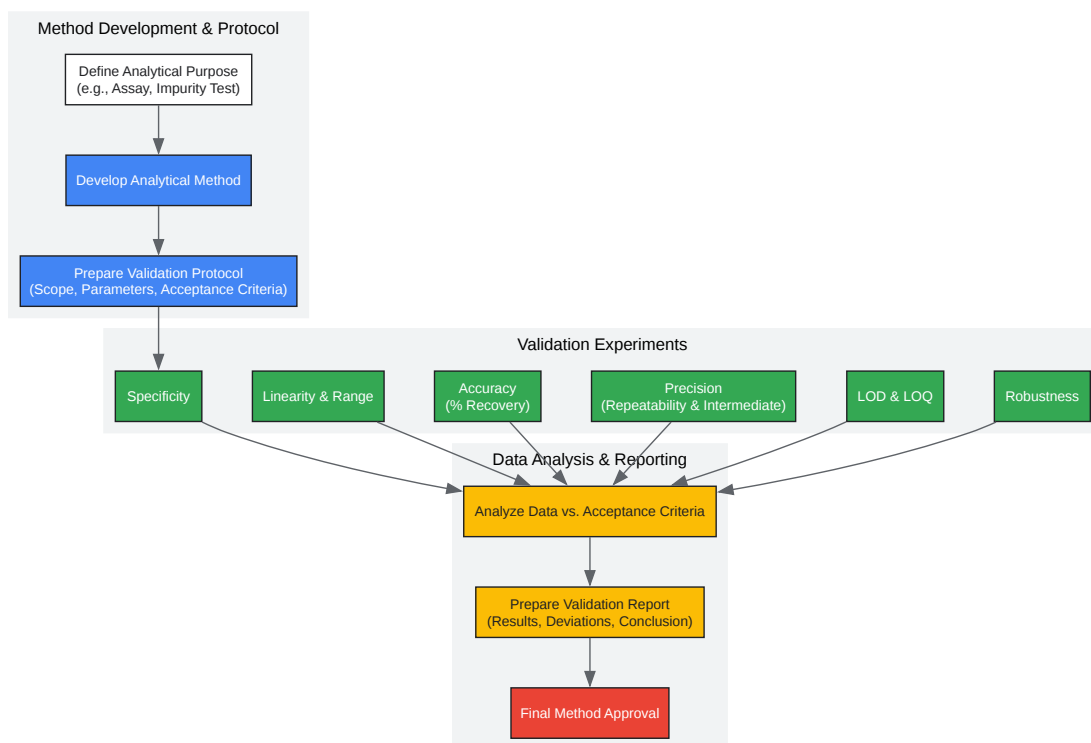 Method Development & Protocol
Define Analytical Purpose
(e.g., Assay, Impurity Test)
Develop Analytical Method
Prepare Validation Protocol
(Scope, Parameters, Acceptance Criteria)
Validation Experiments
Specificity
Linearity & Range
Accuracy
(% Recovery)
Precision
(Repeatability & Intermediate)
LOD & LOQ
Robustness
Data Analysis & Reporting
Analyze Data vs. Acceptance Criteria
Prepare Validation Report
(Results, Deviations, Conclusion)
Final Method Approval